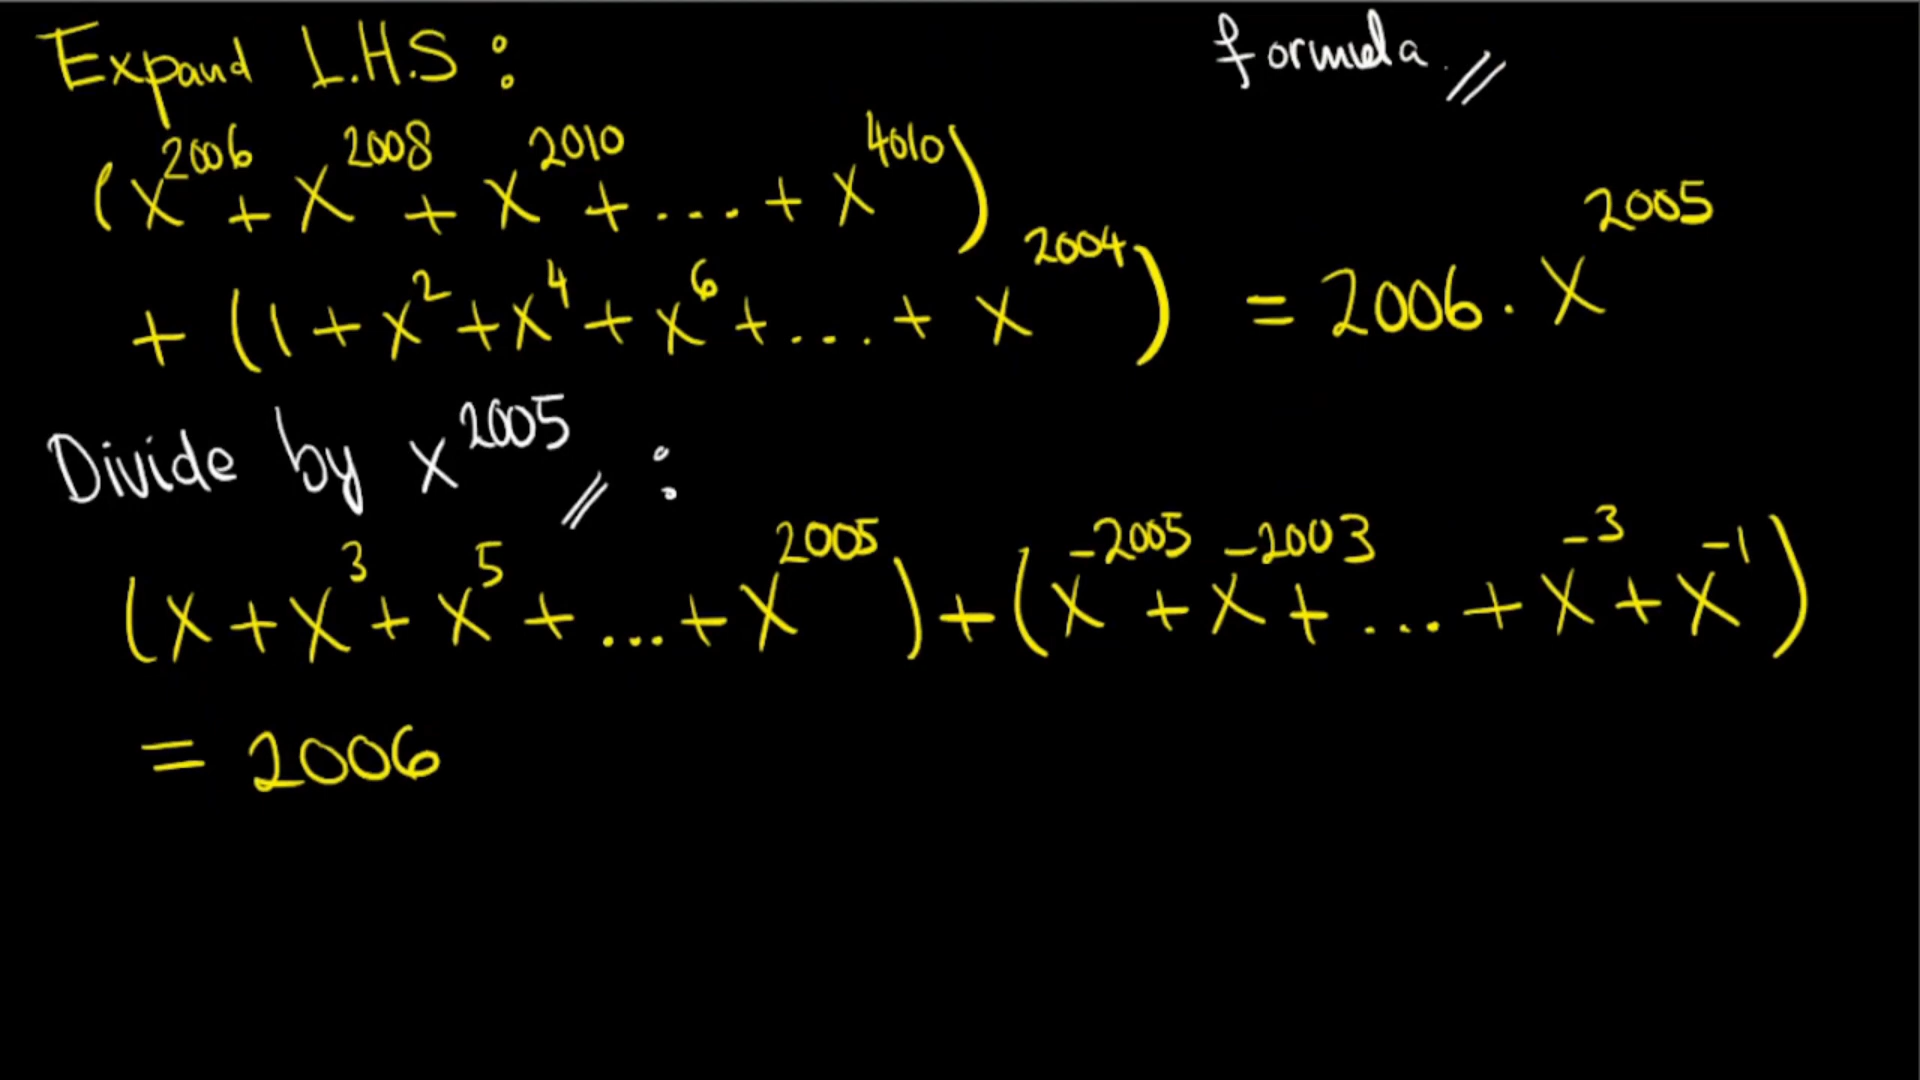 Expand L.H.S :
formula. //
(x^2006 + x^2008 + x^2010 + ... + x^4010)
+ (1 + x^2 + x^4 + x^6 + ... + x^2004) = 2006 . x^2005
Divide by x^2005 // :
(x + x^3 + x^5 + ... + x^2005) + (x^-2005 + x^-2003 + ... + x^-3 + x^-1)
= 2006